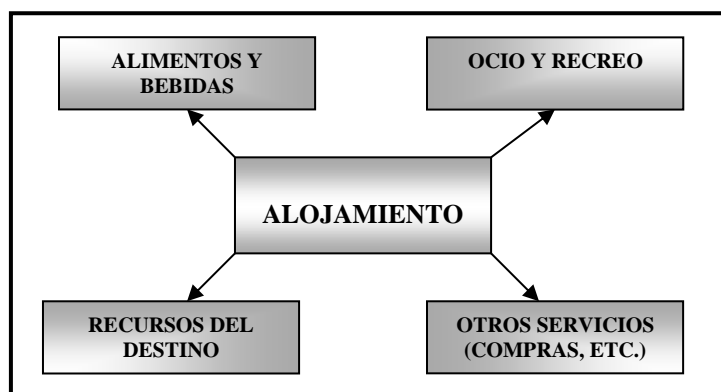 ALIMENTOS Y
BEBIDAS
OCIO Y RECREO
ALOJAMIENTO
RECURSOS DEL
DESTINO
OTROS SERVICIOS
(COMPRAS, ETC.)